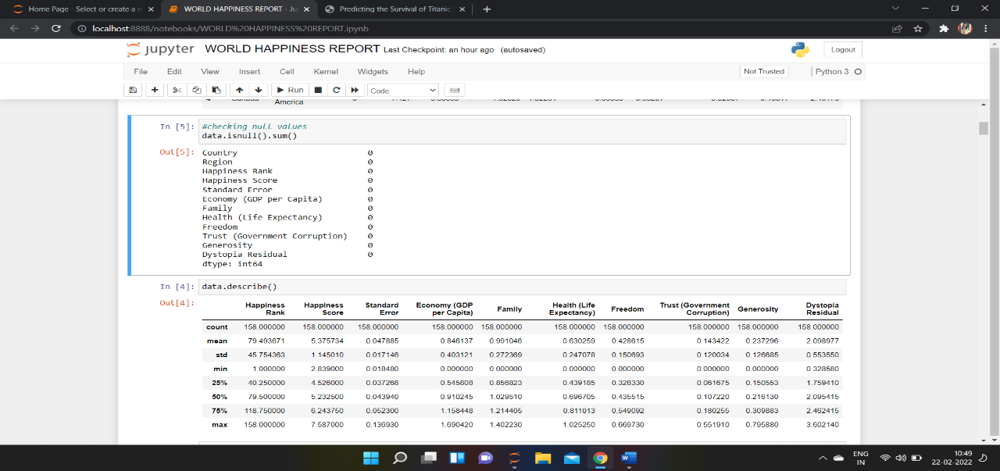 Home Page - Select or create a n
WORLD HAPPINESS REPORT - Ju
Predicting the Survival of Titanic
localhost:8888/notebooks/WORLD%20HAPPINESS%20REPORT.ipynb
jupyter WORLD HAPPINESS REPORT Last Checkpoint: an hour ago (autosaved)
Logout
File Edit View Insert Cell Kernel Widgets Help
Not Trusted
Python 3
Run
Code
America
In [5]: #checking null values
data.isnull().sum()
Out[5]: Country 0
Region 0
Happiness Rank 0
Happiness Score 0
Standard Error 0
Economy (GDP per Capita) 0
Family 0
Health (Life Expectancy) 0
Freedom 0
Trust (Government Corruption) 0
Generosity 0
Dystopia Residual 0
dtype: int64
In [4]: data.describe()
Out[4]:
Happiness Rank Happiness Score Standard Error Economy (GDP per Capita) Family Health (Life Expectancy) Freedom Trust (Government Corruption) Generosity Dystopia Residual
count 158.000000 158.000000 158.000000 158.000000 158.000000 158.000000 158.000000 158.000000 158.000000 158.000000
mean 79.493671 5.375734 0.047885 0.846137 0.991046 0.630259 0.428615 0.143422 0.237296 2.098977
std 45.754363 1.145010 0.017146 0.403121 0.272369 0.247078 0.150693 0.120034 0.126685 0.553550
min 1.000000 2.839000 0.018480 0.000000 0.000000 0.000000 0.000000 0.000000 0.000000 0.328580
25% 40.250000 4.526000 0.037268 0.545808 0.856823 0.439185 0.328330 0.061675 0.150553 1.759410
50% 79.500000 5.232500 0.043940 0.910245 1.029510 0.696705 0.435515 0.107220 0.216130 2.095415
75% 118.750000 6.243750 0.052300 1.158448 1.214405 0.811013 0.549092 0.180255 0.309883 2.462415
max 158.000000 7.587000 0.136930 1.690420 1.402230 1.025250 0.669730 0.551910 0.795880 3.602140
ENG
IN
10:49
22-02-2022